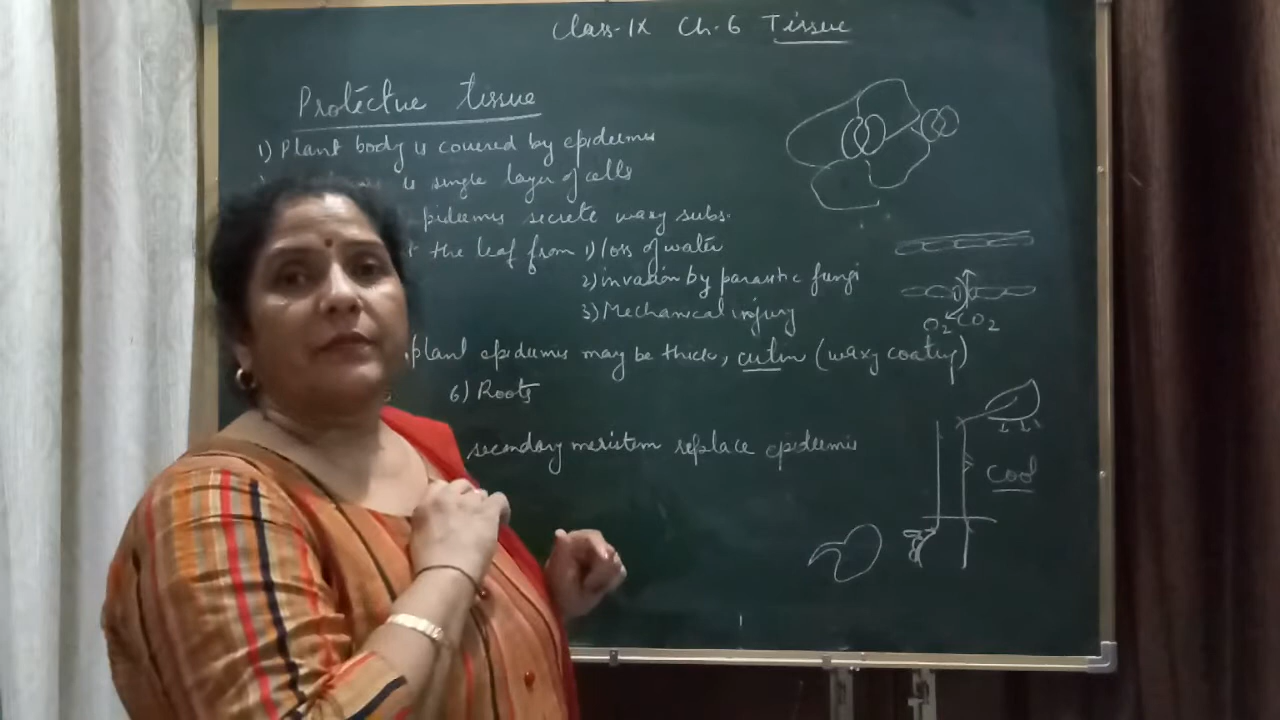 Class-IX Ch.6 Tissue
Protective tissue
1) Plant body is covered by epidermis
is single layer of cells
epidermis secrete waxy subs.
the leaf from 1) loss of water
2) invasion by parasitic fungi
3) Mechanical injury
O2 CO2
plant epidermis may be thick, cutin (waxy coating)
6) Roots
secondary meristem replace epidermis
Cool